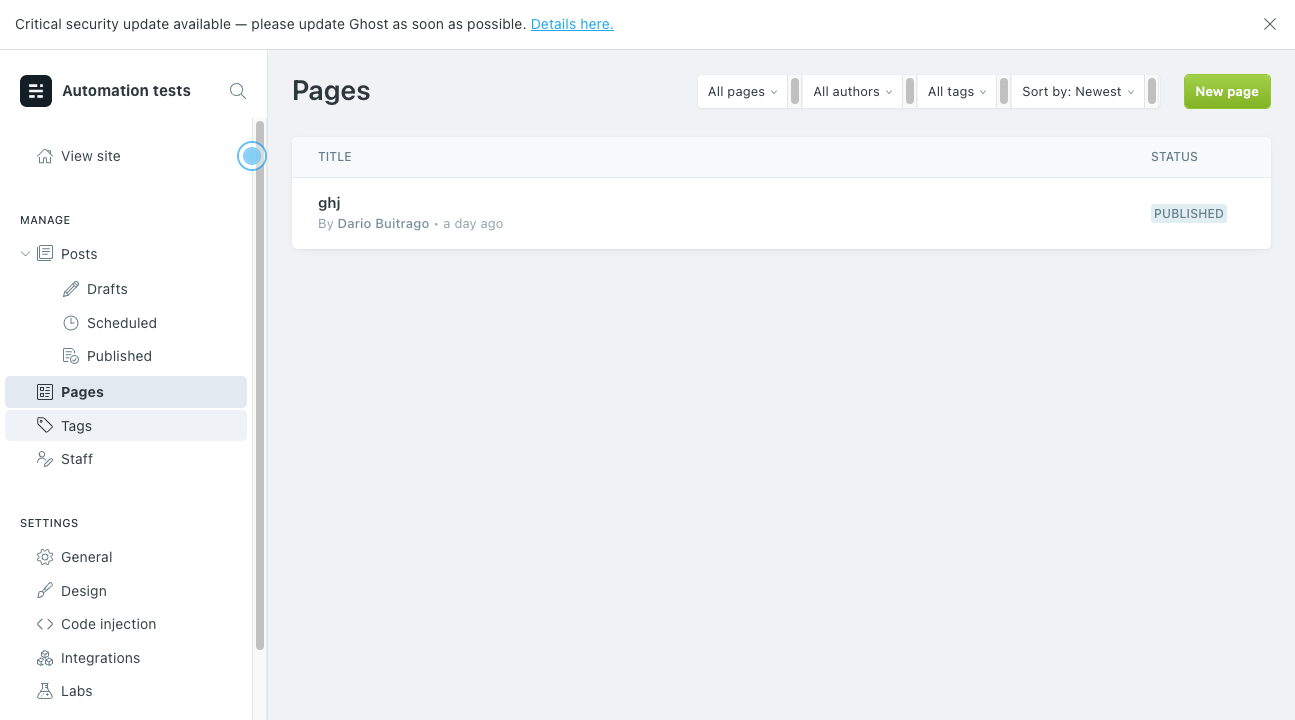 Critical security update available — please update Ghost as soon as possible. Details here.
Automation tests
View site
MANAGE
Posts
Drafts
Scheduled
Published
Pages
Tags
Staff
SETTINGS
General
Design
Code injection
Integrations
Labs
Pages
All pages
All authors
All tags
Sort by: Newest
New page
TITLE
STATUS
ghj
By Dario Buitrago • a day ago
PUBLISHED